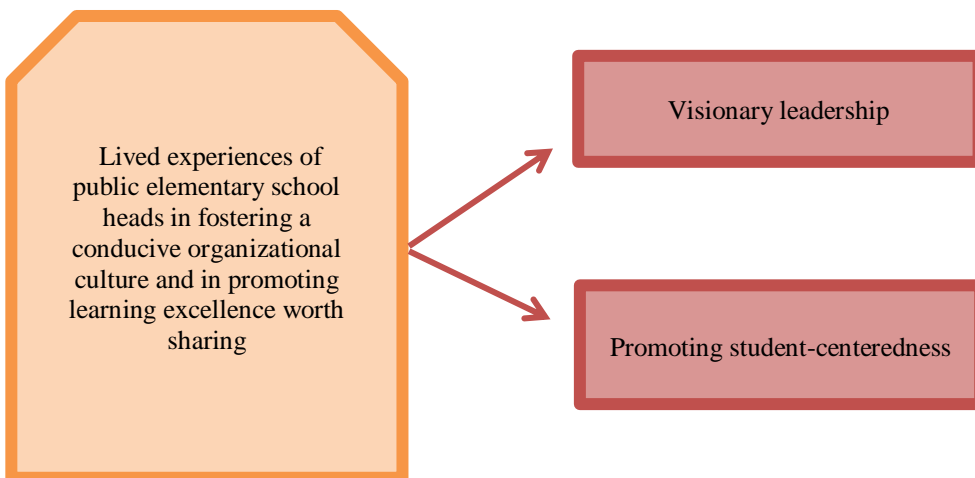 Lived experiences of
public elementary school
heads in fostering a
conducive organizational
culture and in promoting
learning excellence worth
sharing
Visionary leadership
Promoting student-centeredness